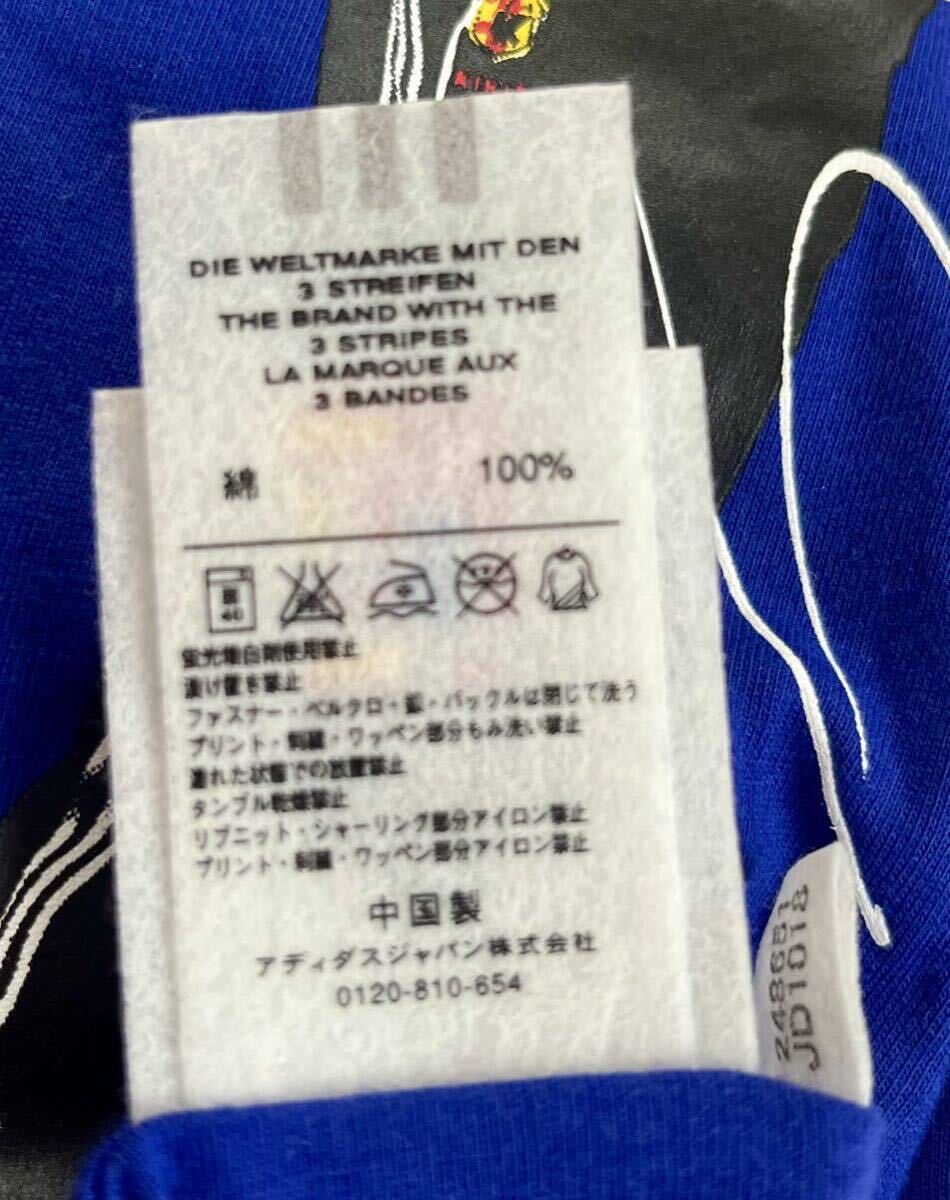 DIE WELTMARKE MIT DEN
3 STREIFEN
THE BRAND WITH THE
3 STRIPES
LA MARQUE AUX
3 BANDES
綿 100%
弱
40
中
蛍光増白剤使用禁止
漬け置き禁止
ファスナー・ベルクロ・釦・バックルは閉じて洗う
プリント・刺繍・ワッペン部分もみ洗い禁止
濡れた状態での放置禁止
タンブル乾燥禁止
リブニット・シャーリング部分アイロン禁止
プリント・刺繍・ワッペン部分アイロン禁止
中国製
アディダスジャパン株式会社
0120-810-654
248651
JD1018